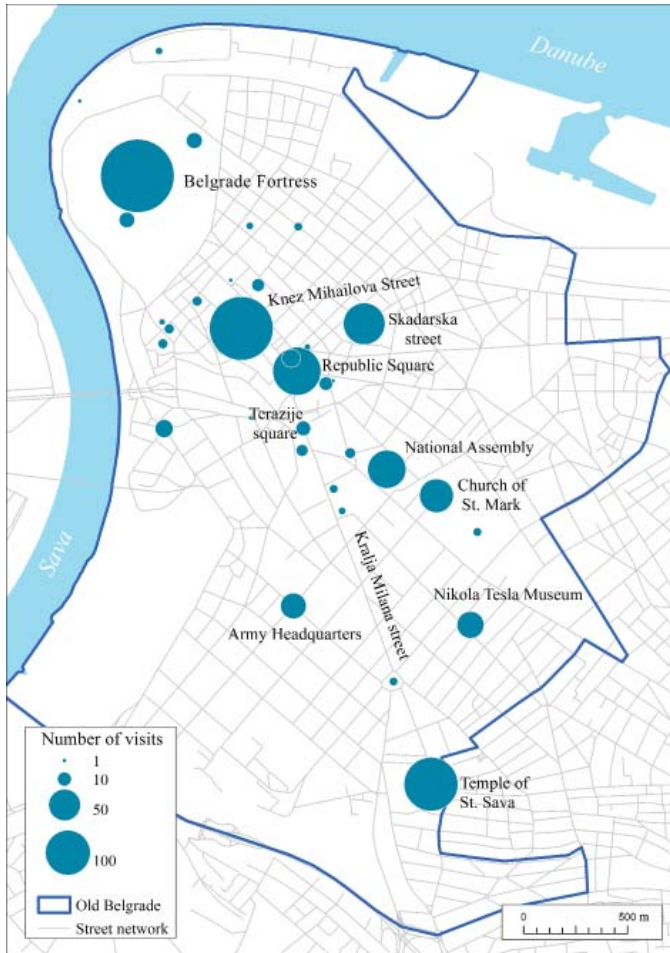 Danube
Belgrade Fortress
Knez Mihailova Street
Skadarska
street
Republic Square
Terazije
square
National Assembly
Church of
St. Mark
Sava
Kralja Milana street
Nikola Tesla Museum
Army Headquarters
Temple of
St. Sava
Number of visits
1
10
50
100
Old Belgrade
Street network
0 500 m